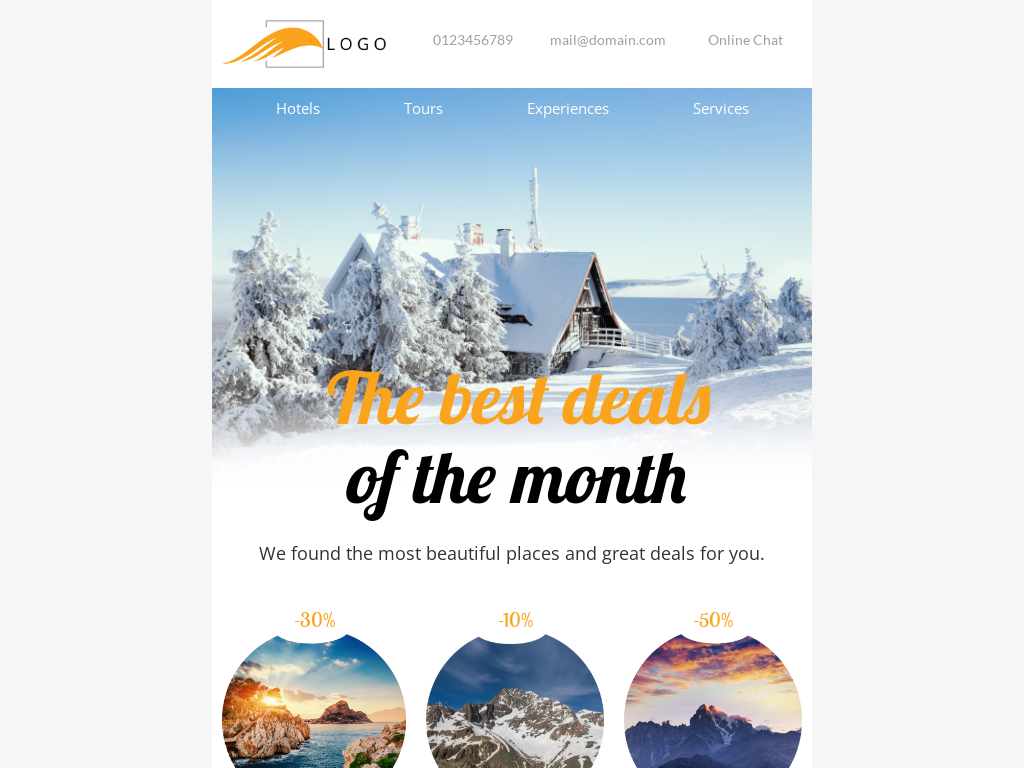 LOGO
0123456789
mail@domain.com
Online Chat
Hotels
Tours
Experiences
Services
The best deals
of the month
We found the most beautiful places and great deals for you.
-30%
-10%
-50%